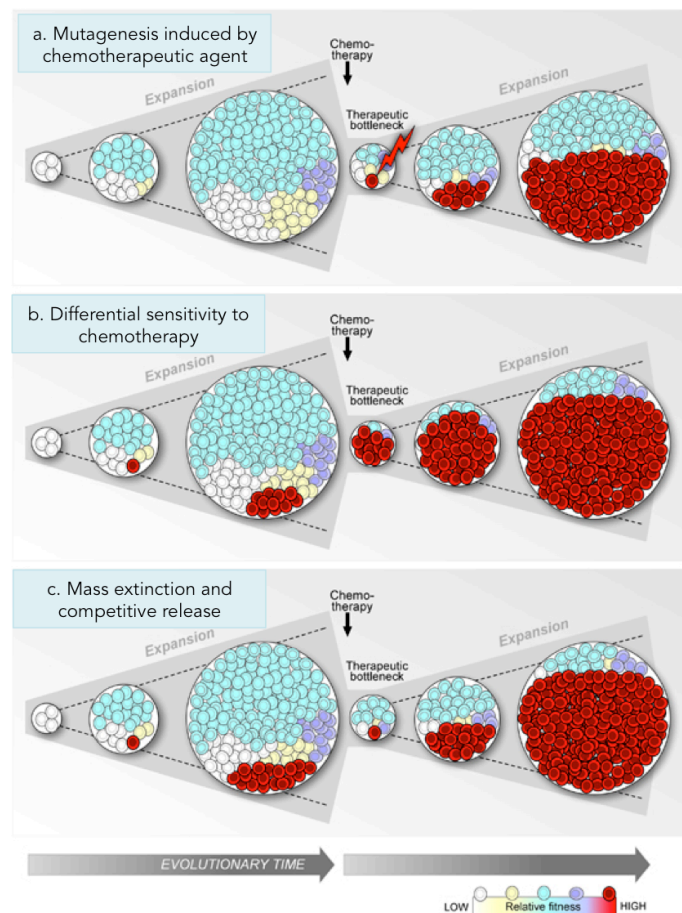 a. Mutagenesis induced by
chemotherapeutic agent
Chemo-
therapy
Expansion
Therapeutic
bottleneck
Expansion
b. Differential sensitivity to
chemotherapy
Chemo-
therapy
Expansion
Therapeutic
bottleneck
Expansion
c. Mass extinction and
competitive release
Chemo-
therapy
Expansion
Therapeutic
bottleneck
Expansion
EVOLUTIONARY TIME
LOW Relative fitness HIGH